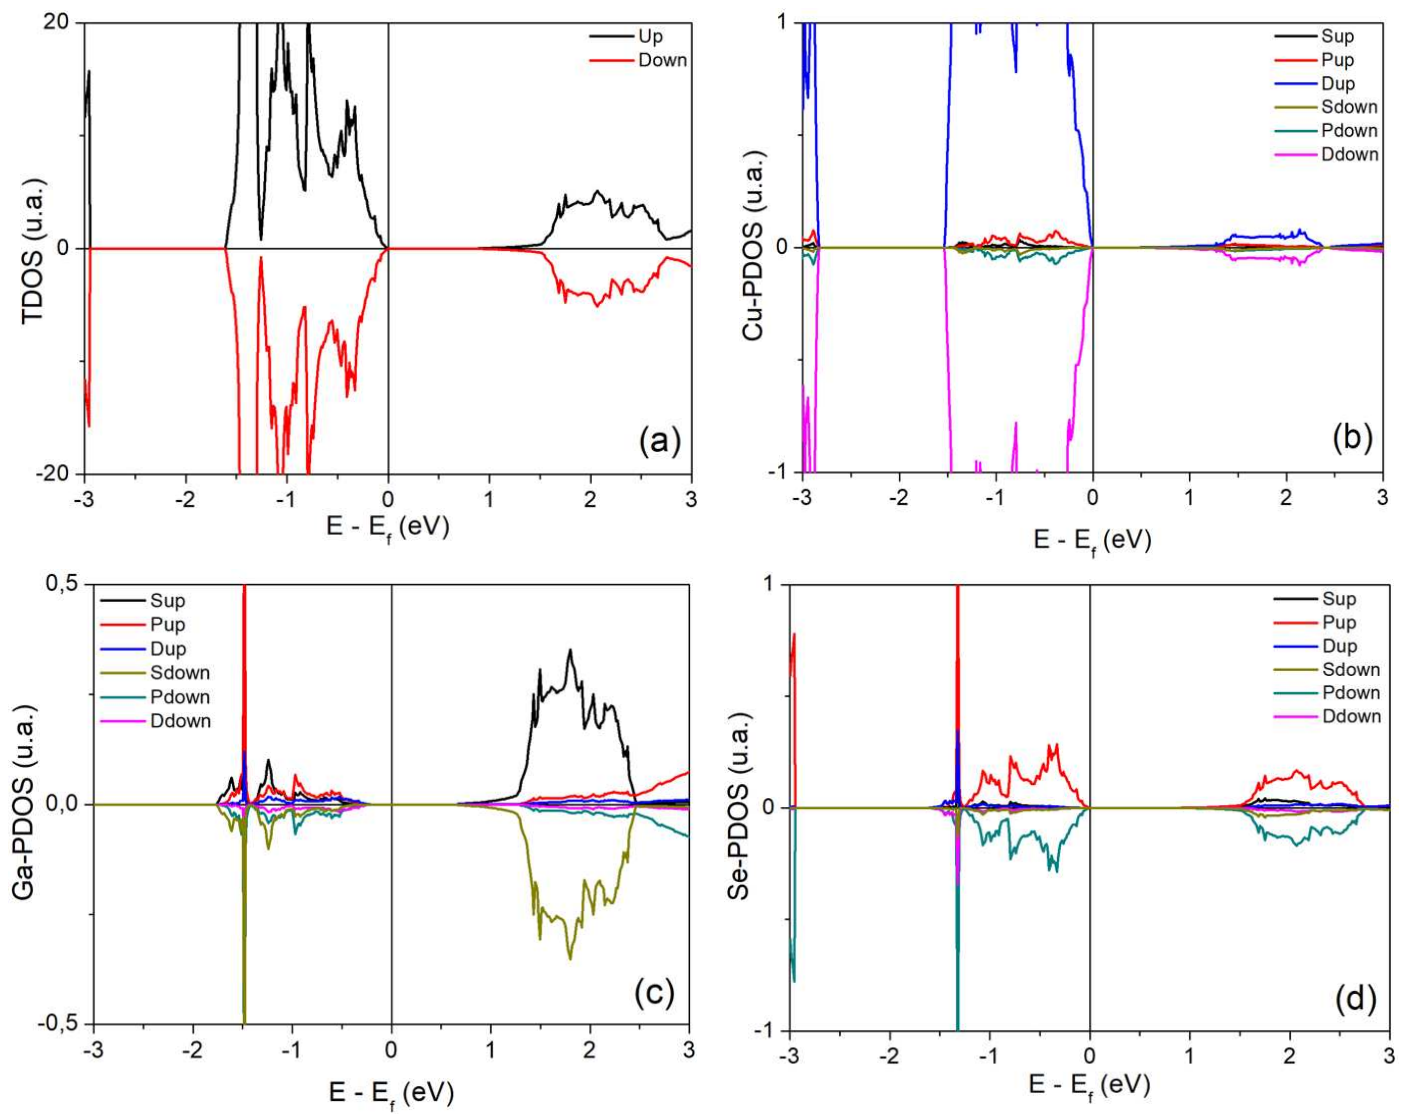 20
10
0
-20
TDOS (u.a.)
Up
Down
(a)
-3 -2 -1 0 1 2 3
E - Ef (eV)
1
0
-1
Cu-PDOS (u.a.)
Sup
Pup
Dup
Sdown
Pdown
Ddown
(b)
-3 -2 -1 0 1 2 3
E - Ef (eV)
0,5
0,0
-0,5
Ga-PDOS (u.a.)
Sup
Pup
Dup
Sdown
Pdown
Ddown
(c)
-3 -2 -1 0 1 2 3
E - Ef (eV)
1
0
-1
Se-PDOS (u.a.)
Sup
Pup
Dup
Sdown
Pdown
Ddown
(d)
-3 -2 -1 0 1 2 3
E - Ef (eV)